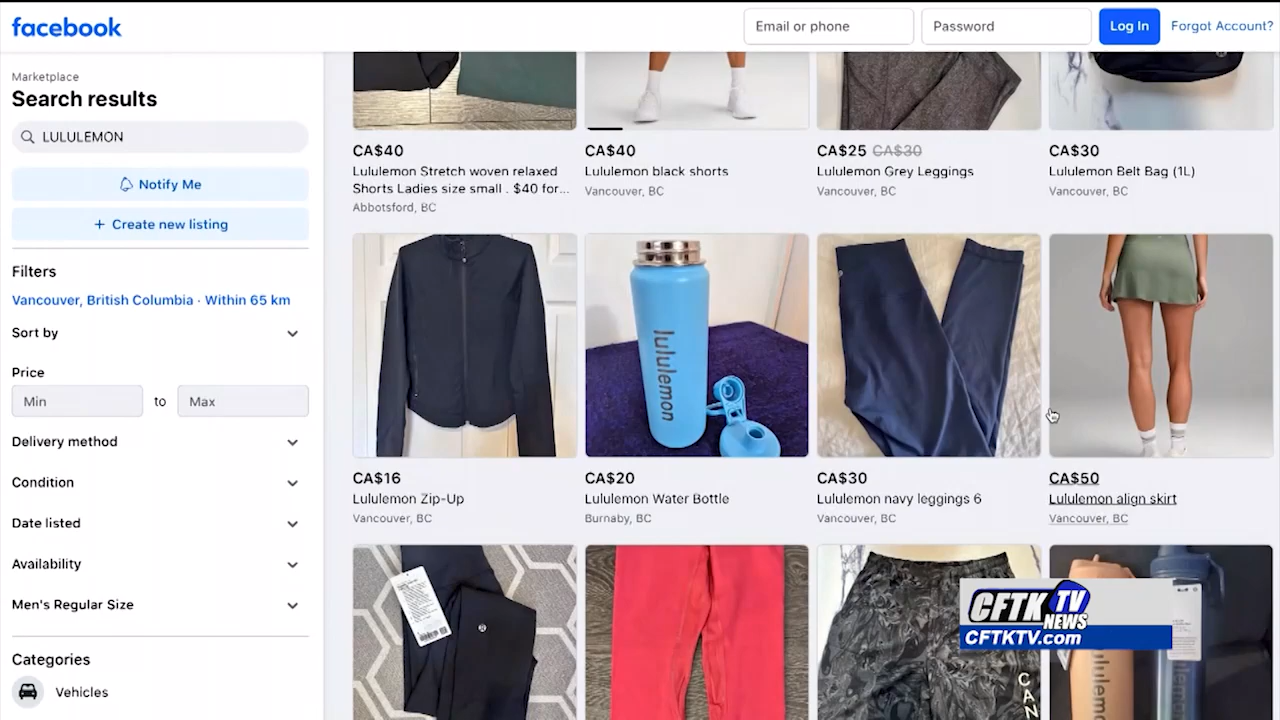 facebook
Email or phone
Password
Log In
Forgot Account?
Marketplace
Search results
LULULEMON
Notify Me
+ Create new listing
Filters
Vancouver, British Columbia · Within 65 km
Sort by
Price
Min
to
Max
Delivery method
Condition
Date listed
Availability
Men's Regular Size
Categories
Vehicles
CA$40
Lululemon Stretch woven relaxed
Shorts Ladies size small . $40 for...
Abbotsford, BC
CA$40
Lululemon black shorts
Vancouver, BC
CA$25 CA$30
Lululemon Grey Leggings
Vancouver, BC
CA$30
Lululemon Belt Bag (1L)
Vancouver, BC
lululemon
CA$16
Lululemon Zip-Up
Vancouver, BC
CA$20
Lululemon Water Bottle
Burnaby, BC
CA$30
Lululemon navy leggings 6
Vancouver, BC
CA$50
Lululemon align skirt
Vancouver, BC
CAN
lululemon
CFTK TV
NEWS
CFTKTV.com